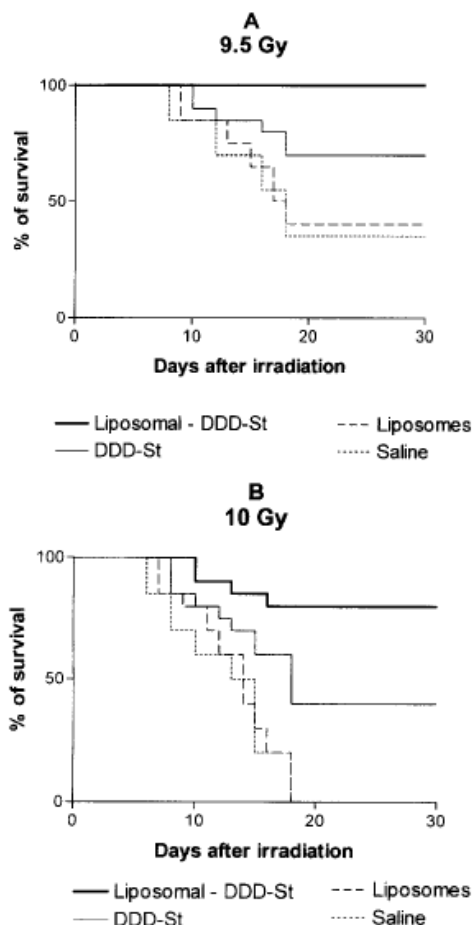 A
9.5 Gy
100
50
0
% of survival
0 10 20 30
Days after irradiation
Liposomal - DDD-St Liposomes
DDD-St Saline
B
10 Gy
100
50
0
% of survival
0 10 20 30
Days after irradiation
Liposomal - DDD-St Liposomes
DDD-St Saline